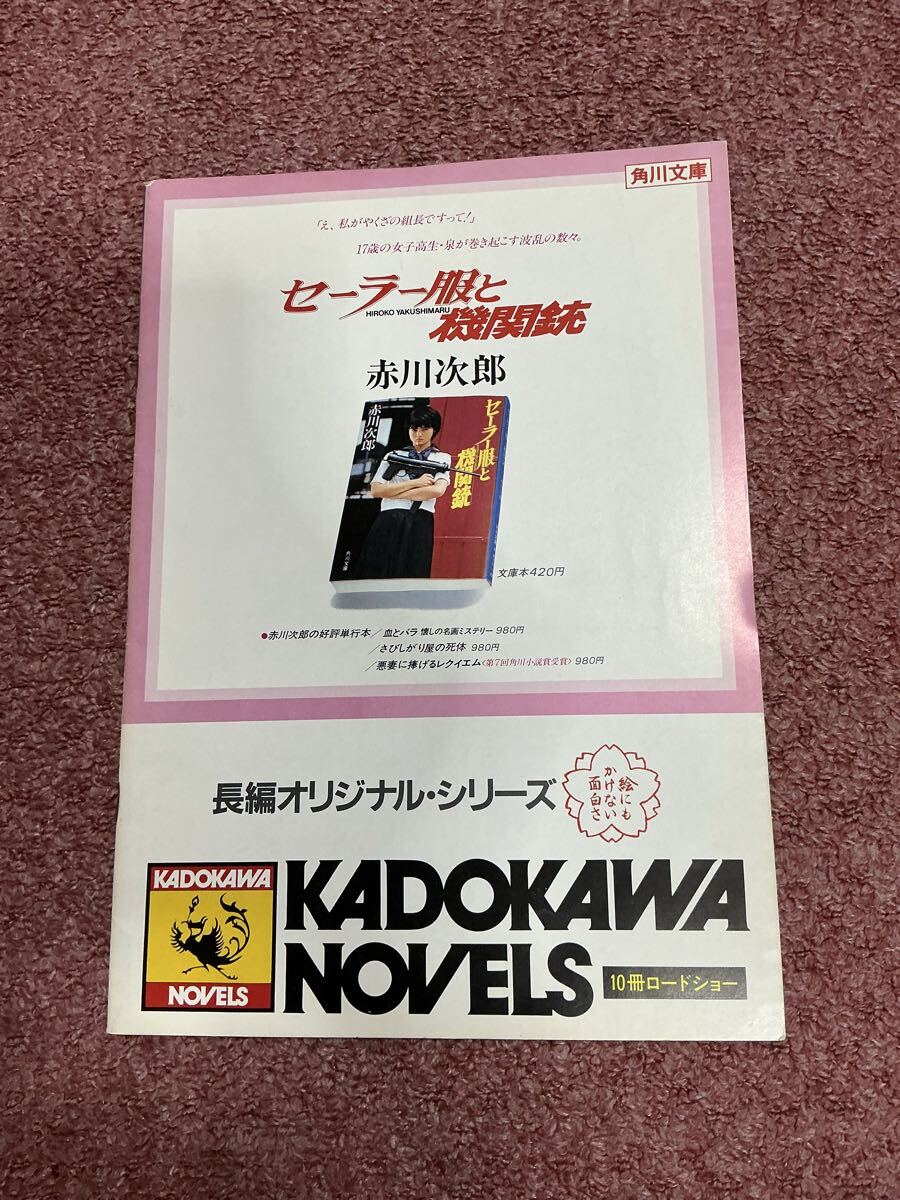 角川文庫
「え、私がやくざの組長ですって!」
17歳の女子高生・泉が巻き起こす波乱の数々。
セーラー服と
HIROKO YAKUSHIMARU
機関銃
赤川次郎
赤川次郎
セーラー服と
機関銃
角川文庫
文庫本420円
●赤川次郎の好評単行本/血とバラ 懐しの名画ミステリー 980円
/さびしがり屋の死体 980円
/悪妻に捧げるレクイエム〈第7回角川小説賞受賞〉980円
長編オリジナル・シリーズ
絵にも
かけない
面白さ
KADOKAWA
NOVELS
KADOKAWA
NOVELS
10冊ロードショー